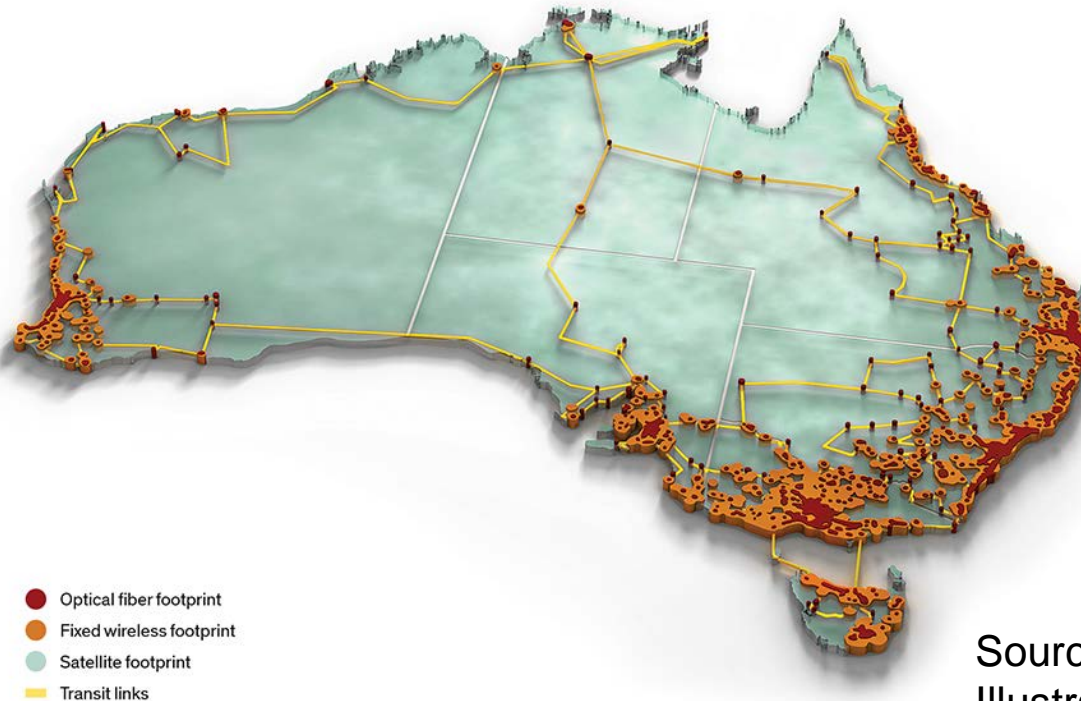 Optical fiber footprint
Fixed wireless footprint
Satellite footprint
Transit links
Sourc
Illustr